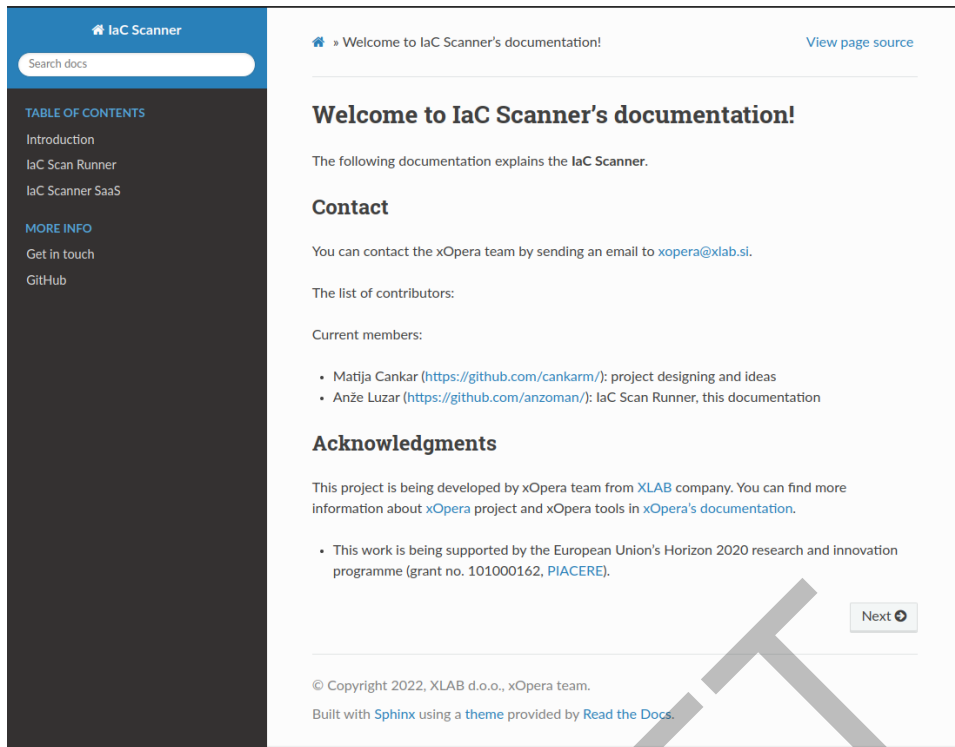 IaC Scanner
Search docs
TABLE OF CONTENTS
Introduction
IaC Scan Runner
IaC Scanner SaaS
MORE INFO
Get in touch
GitHub
» Welcome to IaC Scanner's documentation!
View page source
Welcome to IaC Scanner's documentation!
The following documentation explains the IaC Scanner.
Contact
You can contact the xOpera team by sending an email to xopera@xlab.si.
The list of contributors:
Current members:
• Matija Cankar (https://github.com/cankarm/): project designing and ideas
• Anže Luzar (https://github.com/anzoman/): IaC Scan Runner, this documentation
Acknowledgments
This project is being developed by xOpera team from XLAB company. You can find more
information about xOpera project and xOpera tools in xOpera's documentation.
• This work is being supported by the European Union's Horizon 2020 research and innovation
programme (grant no. 101000162, PIACERE).
Next
© Copyright 2022, XLAB d.o.o., xOpera team.
Built with Sphinx using a theme provided by Read the Docs.